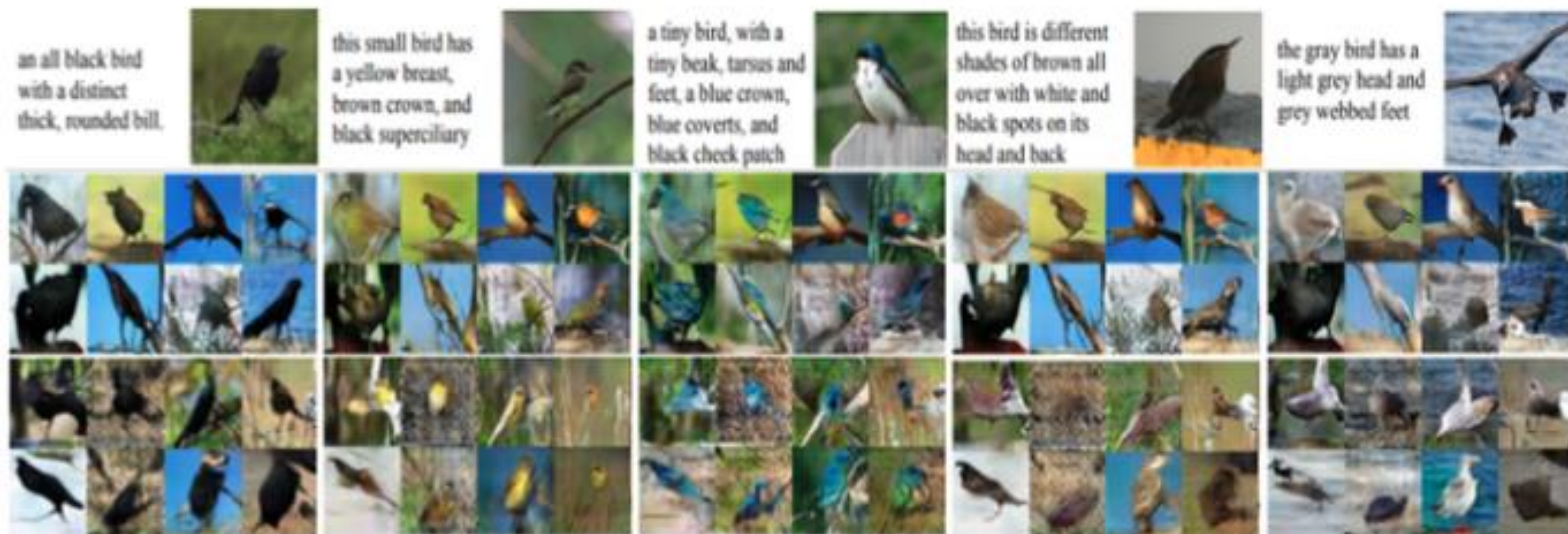 an all black bird
with a distinct
thick, rounded bill.
this small bird has
a yellow breast,
brown crown, and
black superciliary
a tiny bird, with a
tiny beak, tarsus and
feet, a blue crown,
blue coverts, and
black cheek patch
this bird is different
shades of brown all
over with white and
black spots on its
head and back
the gray bird has a
light grey head and
grey webbed feet